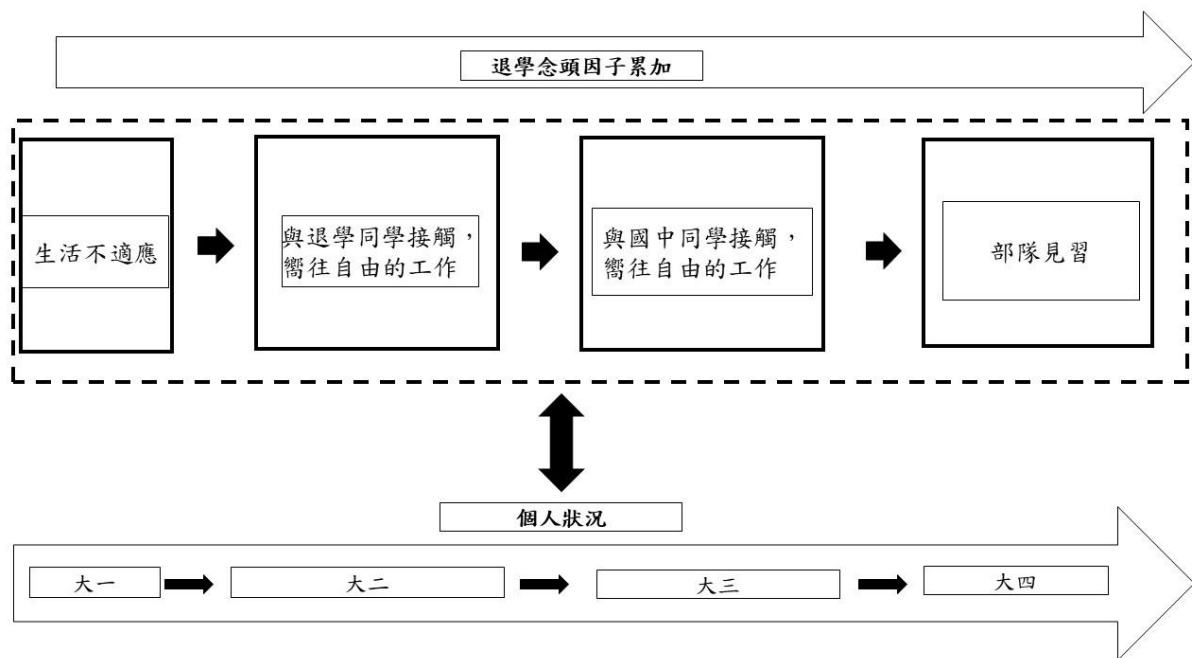 退學念頭因子累加
生活不適應
與退學同學接觸，
嚮往自由的工作
與國中同學接觸，
嚮往自由的工作
部隊見習
個人狀況
大一
大二
大三
大四